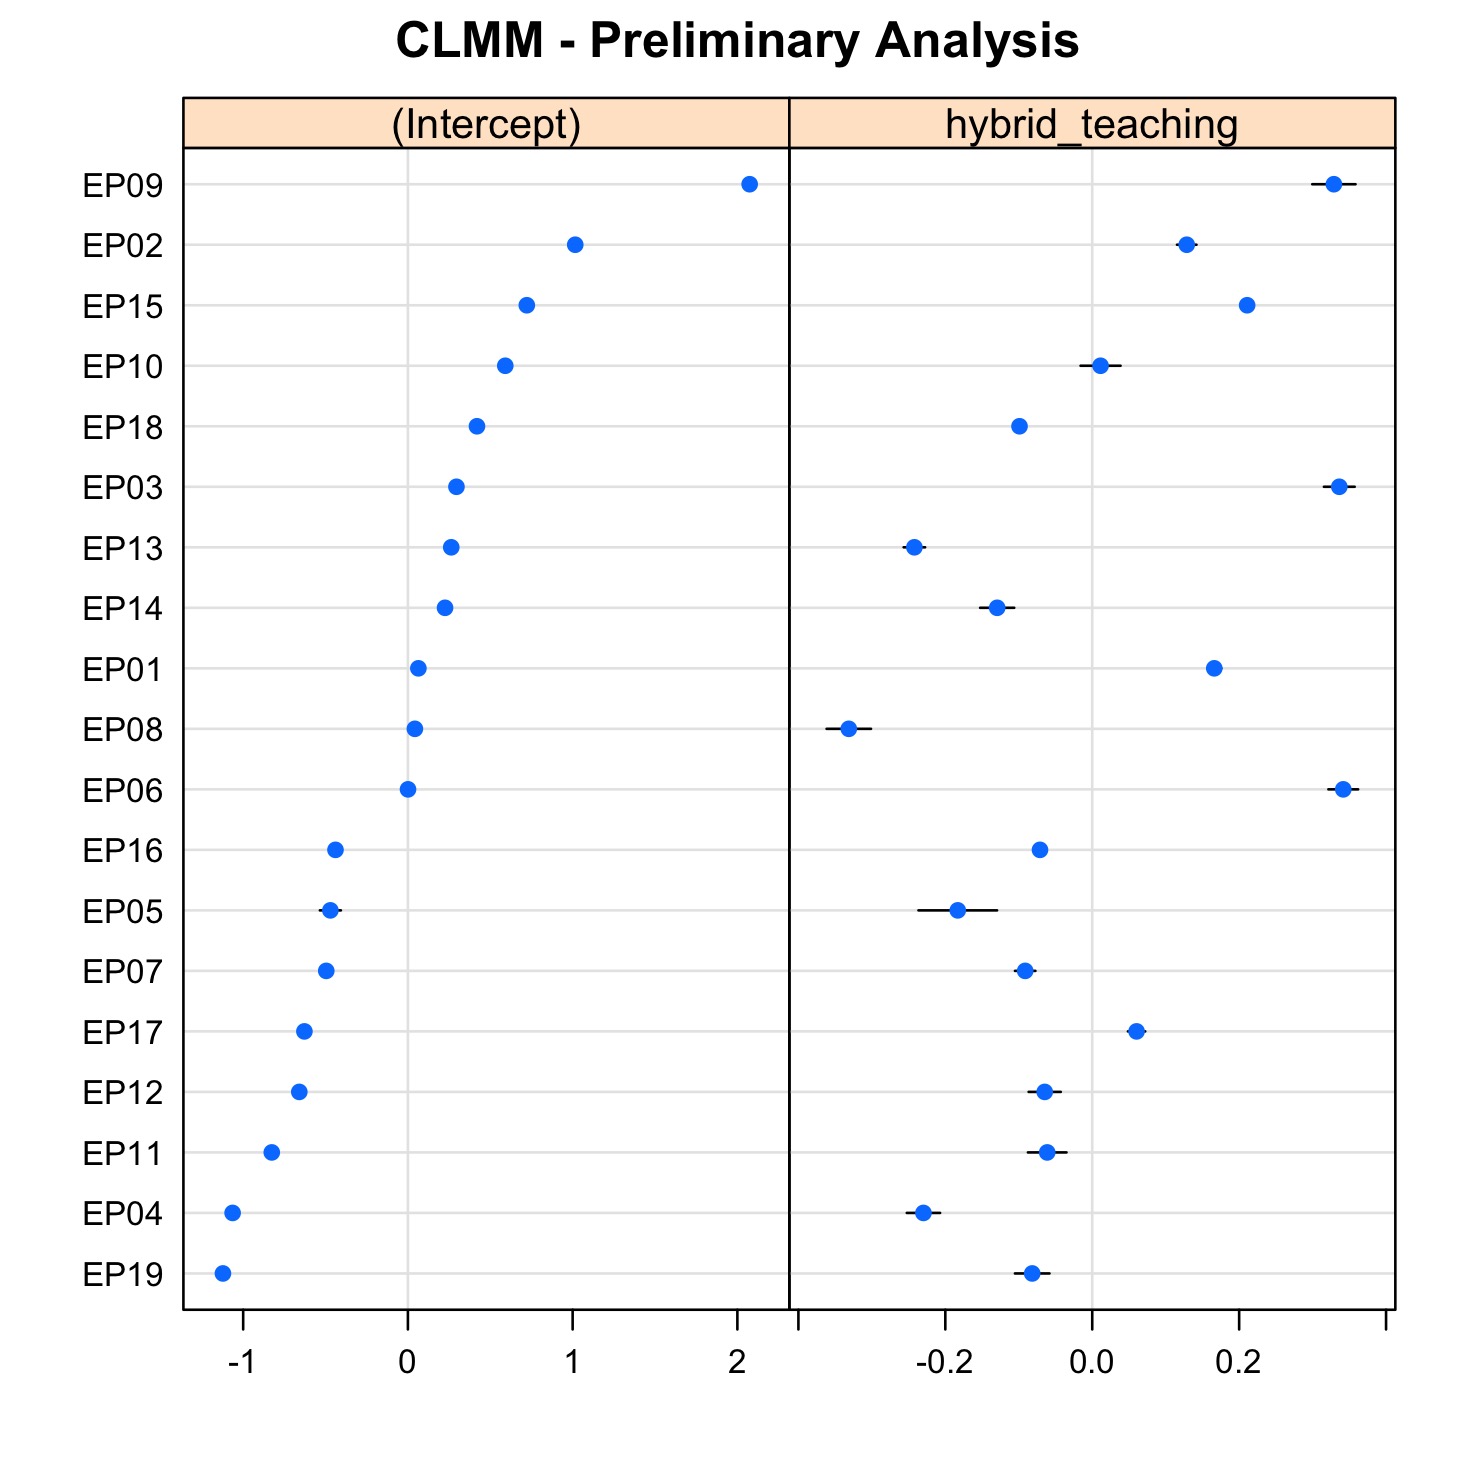 CLMM - Preliminary Analysis
(Intercept) hybrid_teaching
EP09
EP02
EP15
EP10
EP18
EP03
EP13
EP14
EP01
EP08
EP06
EP16
EP05
EP07
EP17
EP12
EP11
EP04
EP19
-1 0 1 2 -0.2 0.0 0.2